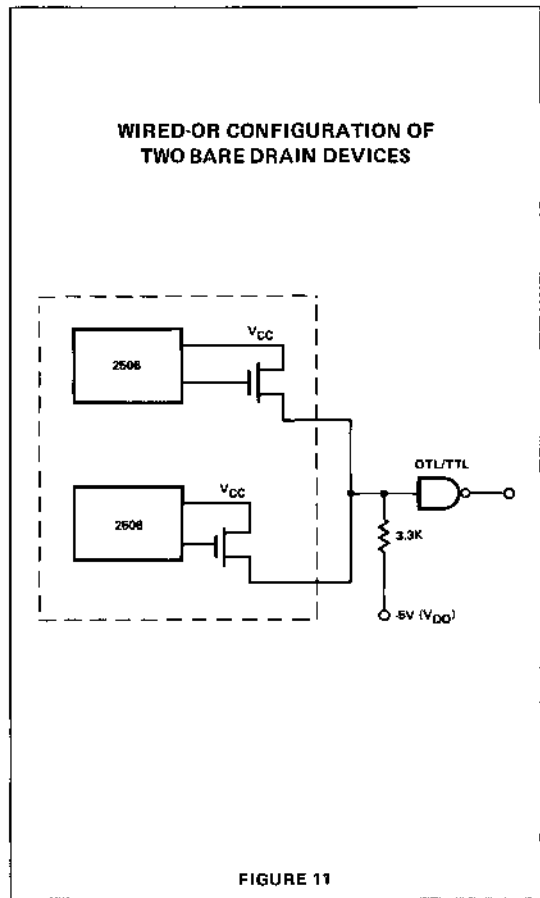 WIRED-OR CONFIGURATION OF
TWO BARE DRAIN DEVICES
VCC
2506
DTL/TTL
VCC
2506
3.3K
-5V (VDD)
FIGURE 11